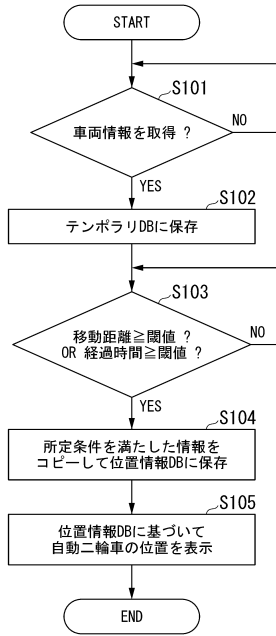 START
S101
車両情報を取得 ?
NO
YES
S102
テンポラリDBに保存
S103
移動距離≧閾値 ?
OR 経過時間≧閾値 ?
NO
YES
S104
所定条件を満たした情報を
コピーして位置情報DBに保存
S105
位置情報DBに基づいて
自動二輪車の位置を表示
END